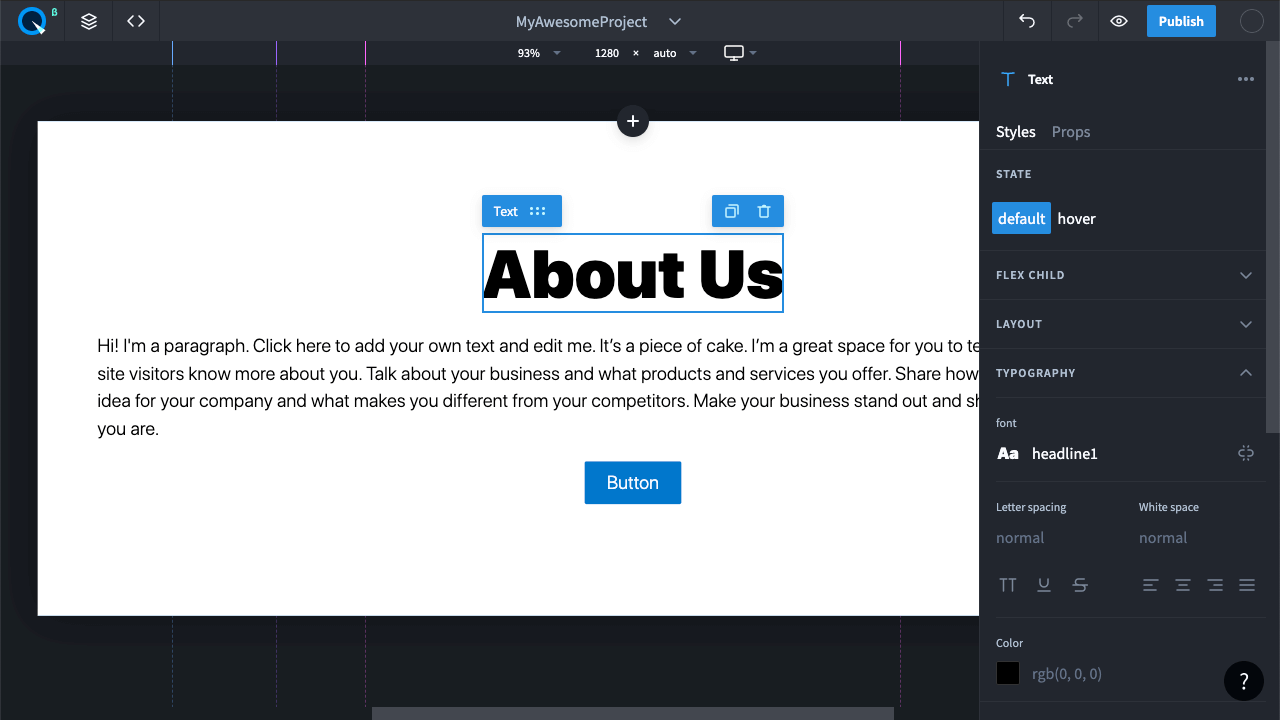 β
MyAwesomeProject
Publish
93%
1280 × auto
Text
Styles Props
STATE
default hover
FLEX CHILD
LAYOUT
TYPOGRAPHY
font
Aa headline1
Letter spacing White space
normal normal
TT U S
Color
rgb(0, 0, 0)
?
+
Text
About Us
Hi! I'm a paragraph. Click here to add your own text and edit me. It’s a piece of cake. I’m a great space for you to te
site visitors know more about you. Talk about your business and what products and services you offer. Share how
idea for your company and what makes you different from your competitors. Make your business stand out and sh
you are.
Button